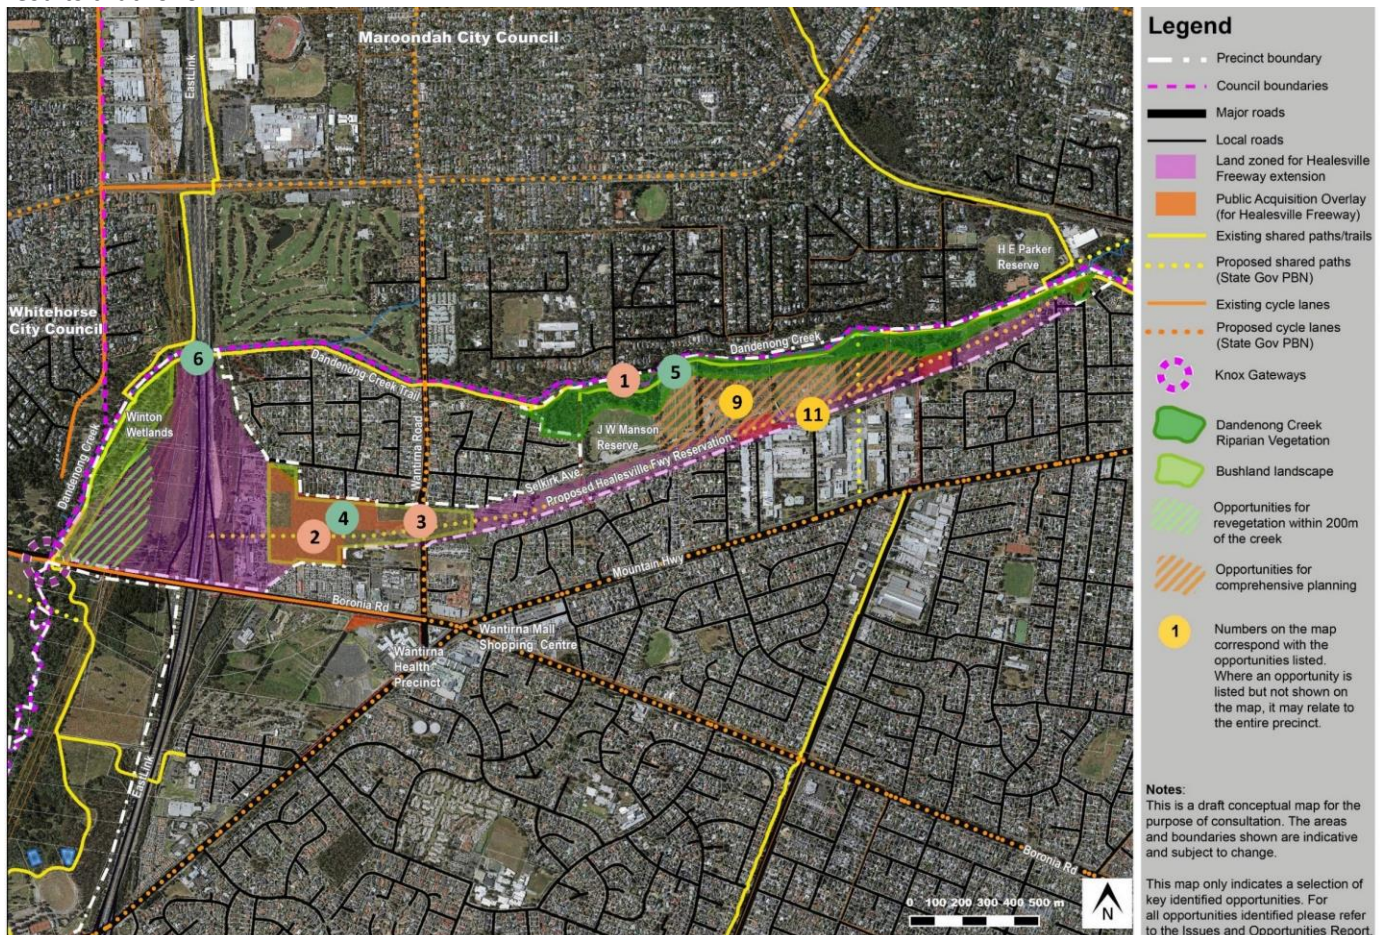 Maroondah City Council
EastLink
H E Parker
Reserve
Whitehorse
City Council
6
Dandenong Creek
Dandenong Creek Trail
1
5
9
11
Winton
Wetlands
Dandenong Creek
Wantirna Road
J W Manson
Reserve
Selkirk Ave
Proposed Healesville Fwy Reservation
4
2
3
Mountain Hwy
Boronia Rd
Wantirna Mall
Shopping Centre
Wantirna
Health
Precinct
EastLink
Boronia Rd
0 100 200 300 400 500 m
N
Legend
Precinct boundary
Council boundaries
Major roads
Local roads
Land zoned for Healesville
Freeway extension
Public Acquisition Overlay
(for Healesville Freeway)
Existing shared paths/trails
Proposed shared paths
(State Gov PBN)
Existing cycle lanes
Proposed cycle lanes
(State Gov PBN)
Knox Gateways
Dandenong Creek
Riparian Vegetation
Bushland landscape
Opportunities for
revegetation within 200m
of the creek
Opportunities for
comprehensive planning
1
Numbers on the map
correspond with the
opportunities listed.
Where an opportunity is
listed but not shown on
the map, it may relate to
the entire precinct.
Notes:
This is a draft conceptual map for the
purpose of consultation. The areas
and boundaries shown are indicative
and subject to change.
This map only indicates a selection of
key identified opportunities. For
all opportunities identified please refer
to the Issues and Opportunities Report.